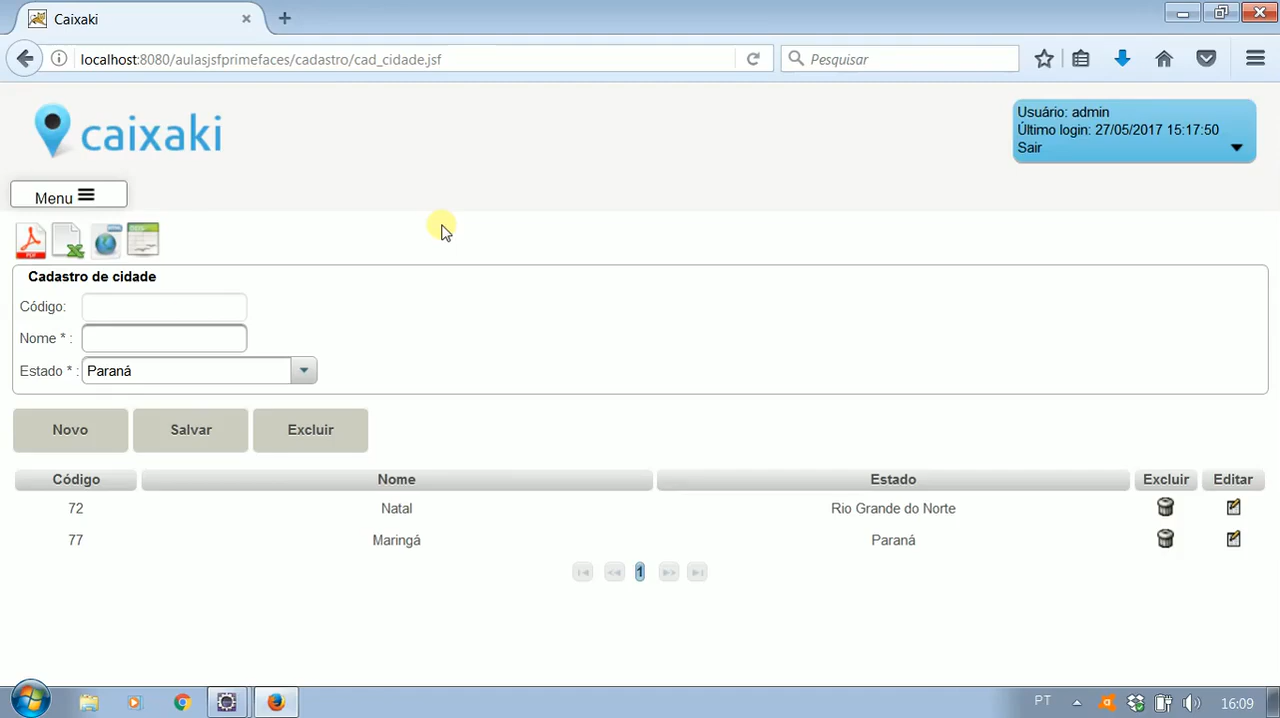 Caixaki
localhost:8080/aulasjsfprimefaces/cadastro/cad_cidade.jsf
Pesquisar
caixaki
Usuário: admin
Último login: 27/05/2017 15:17:50
Sair
Menu
Cadastro de cidade
Código:
Nome * :
Estado * : Paraná
Novo Salvar Excluir
Código Nome Estado Excluir Editar
72 Natal Rio Grande do Norte
77 Maringá Paraná
1
PT 16:09